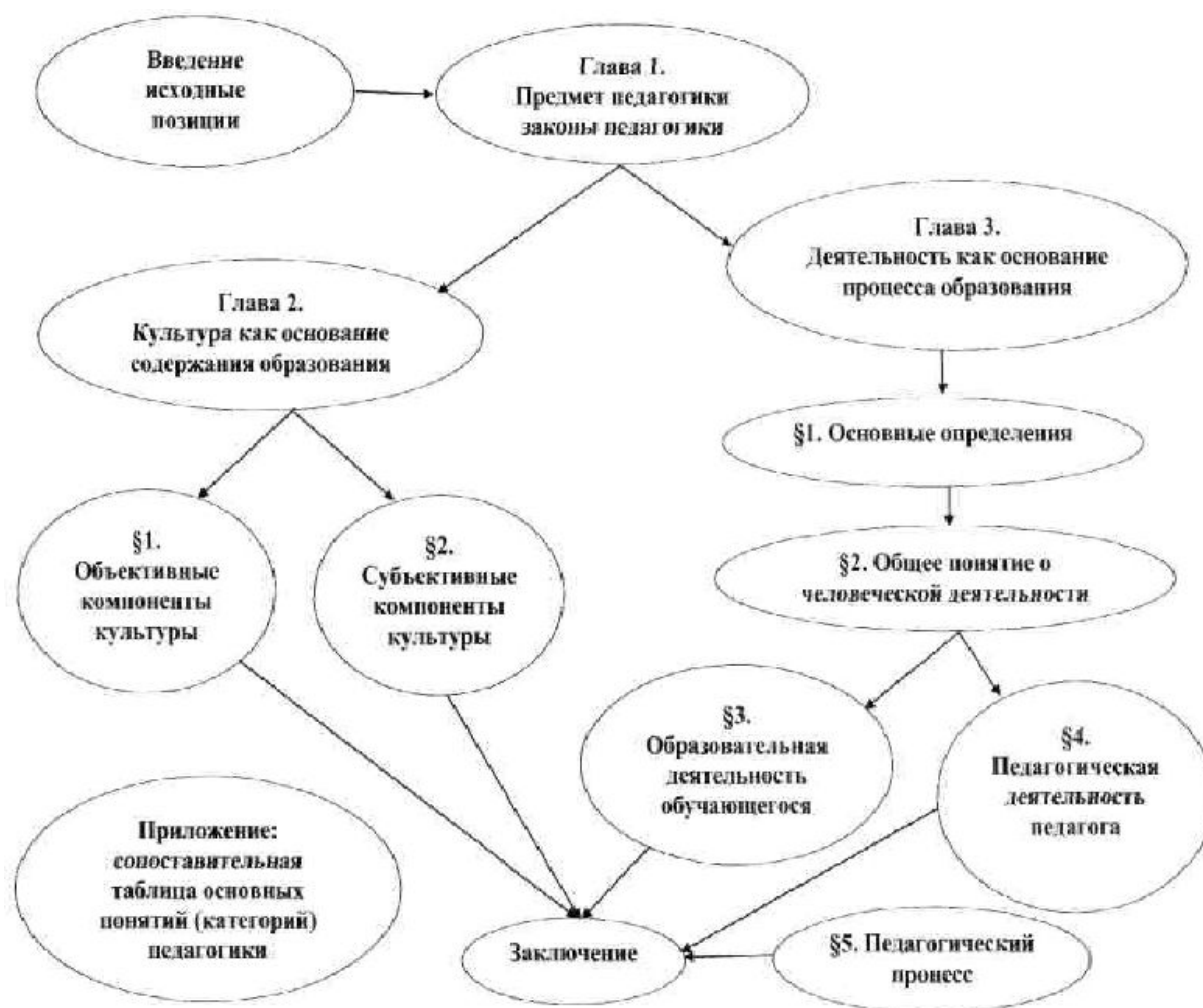 Введение
исходные
позиции
Глава 1.
Предмет педагогики
законы педагогики
Глава 3.
Деятельность как основание
процесса образования
Глава 2.
Культура как основание
содержания образования
§1. Основные определения
§1.
Объективные
компоненты
культуры
§2.
Субъективные
компоненты
культуры
§2. Общее понятие о
человеческой деятельности
§3.
Образовательная
деятельность
обучающегося
§4.
Педагогическая
деятельность
педагога
Приложение:
сопоставительная
таблица основных
понятий (категорий)
педагогики
Заключение
§5. Педагогический
процесс